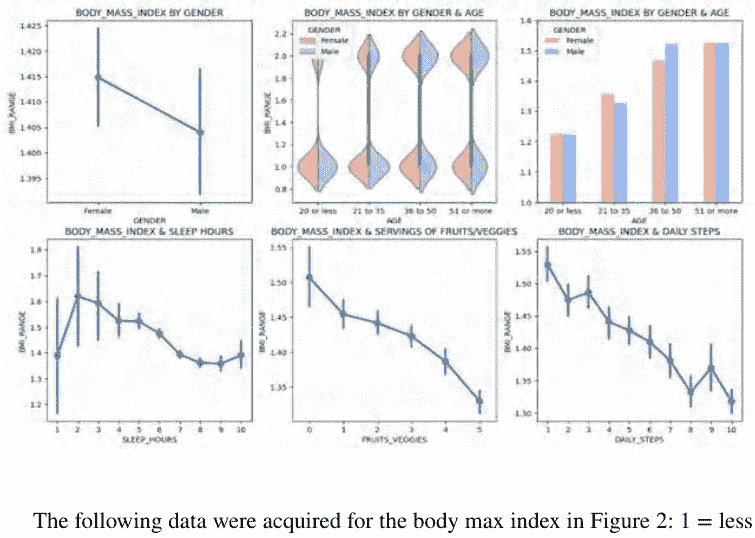 BODY_MASS_INDEX BY GENDER
BMI_RANGE
1.425
1.420
1.415
1.410
1.405
1.400
1.395
Female Male
GENDER
BODY_MASS_INDEX BY GENDER & AGE
GENDER
Female
Male
BMI_RANGE
2.2
2.0
1.8
1.6
1.4
1.2
1.0
0.8
20 or less 21 to 35 36 to 50 51 or more
AGE
BODY_MASS_INDEX BY GENDER & AGE
GENDER
Female
Male
BMI_RANGE
1.6
1.5
1.4
1.3
1.2
1.1
1.0
20 or less 21 to 35 36 to 50 51 or more
AGE
BODY_MASS_INDEX & SLEEP HOURS
BMI_RANGE
1.8
1.7
1.6
1.5
1.4
1.3
1.2
1 2 3 4 5 6 7 8 9 10
SLEEP_HOURS
BODY_MASS_INDEX & SERVINGS OF FRUITS/VEGGIES
BMI_RANGE
1.55
1.50
1.45
1.40
1.35
0 1 2 3 4 5
FRUITS_VEGGIES
BODY_MASS_INDEX & DAILY STEPS
BMI_RANGE
1.55
1.50
1.45
1.40
1.35
1.30
1 2 3 4 5 6 7 8 9 10
DAILY_STEPS
The following data were acquired for the body max index in Figure 2: 1 = less